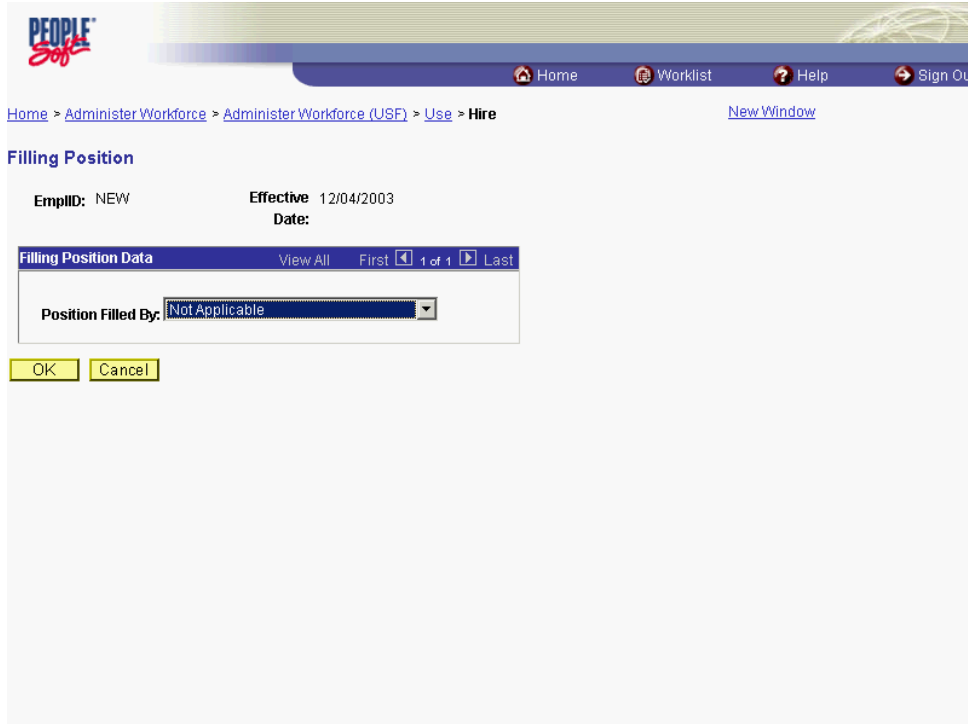 PEOPLE
Soft
Home Worklist Help Sign Ou
Home > Administer Workforce > Administer Workforce (USF) > Use > Hire New Window
Filling Position
EmplID: NEW Effective Date: 12/04/2003
Filling Position Data View All First 1 of 1 Last
Position Filled By: Not Applicable
OK Cancel